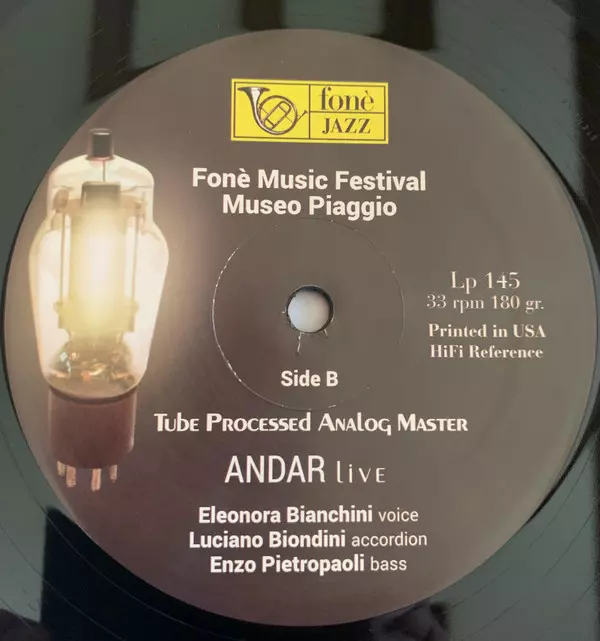 fonè
JAZZ
Fonè Music Festival
Museo Piaggio
Lp 145
33 rpm 180 gr.
Printed in USA
HiFi Reference
Side B
Tube Processed Analog Master
ANDAR live
Eleonora Bianchini voice
Luciano Biondini accordion
Enzo Pietropaoli bass